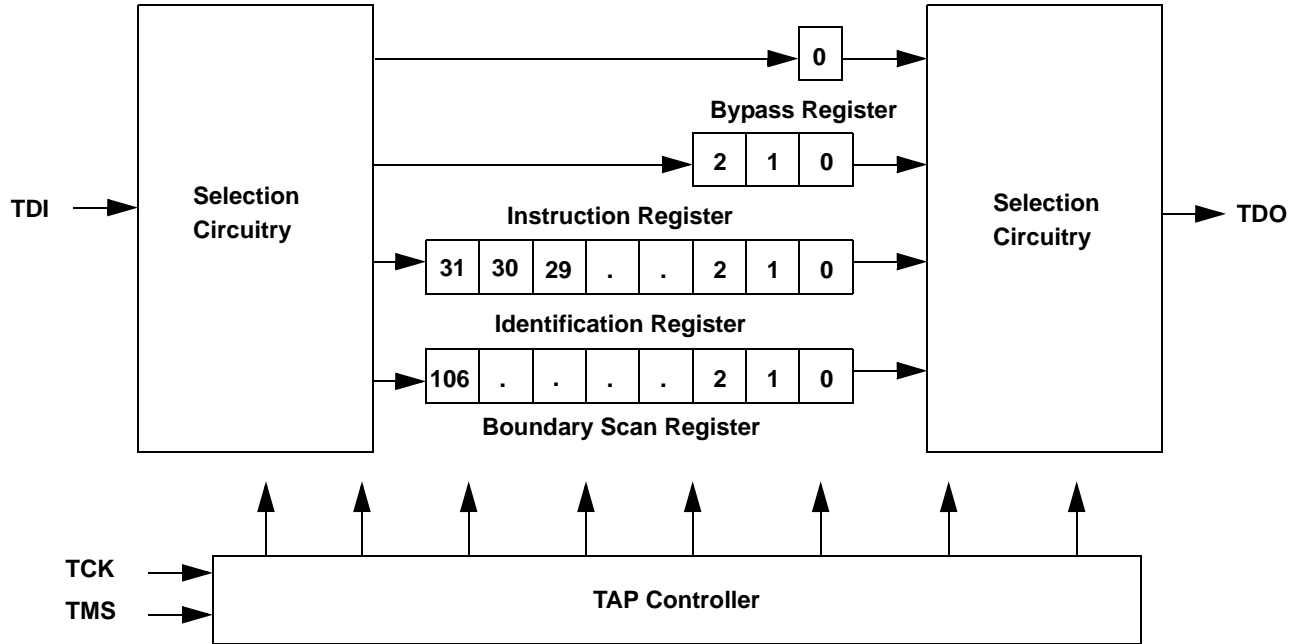 0
Bypass Register
2 1 0
TDI
Selection
Circuitry
Selection
Circuitry
TDO
Instruction Register
31 30 29 . . 2 1 0
Identification Register
106 . . . . 2 1 0
Boundary Scan Register
TCK
TMS
TAP Controller